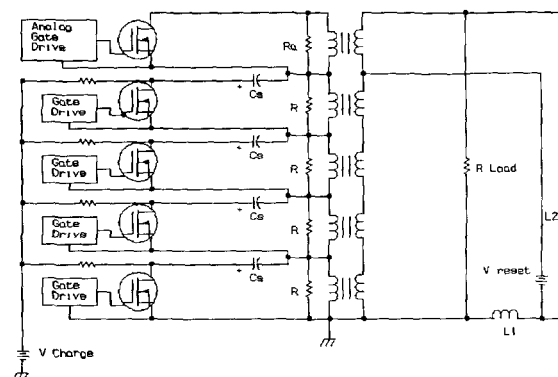 Analog
Gate
Drive
Ra
+ Cs
Gate
Drive
R
+ Cs
Gate
Drive
R
R Load
+ Cs
Gate
Drive
R
L2
+ Cs
Gate
Drive
R
V reset
L1
V Charge